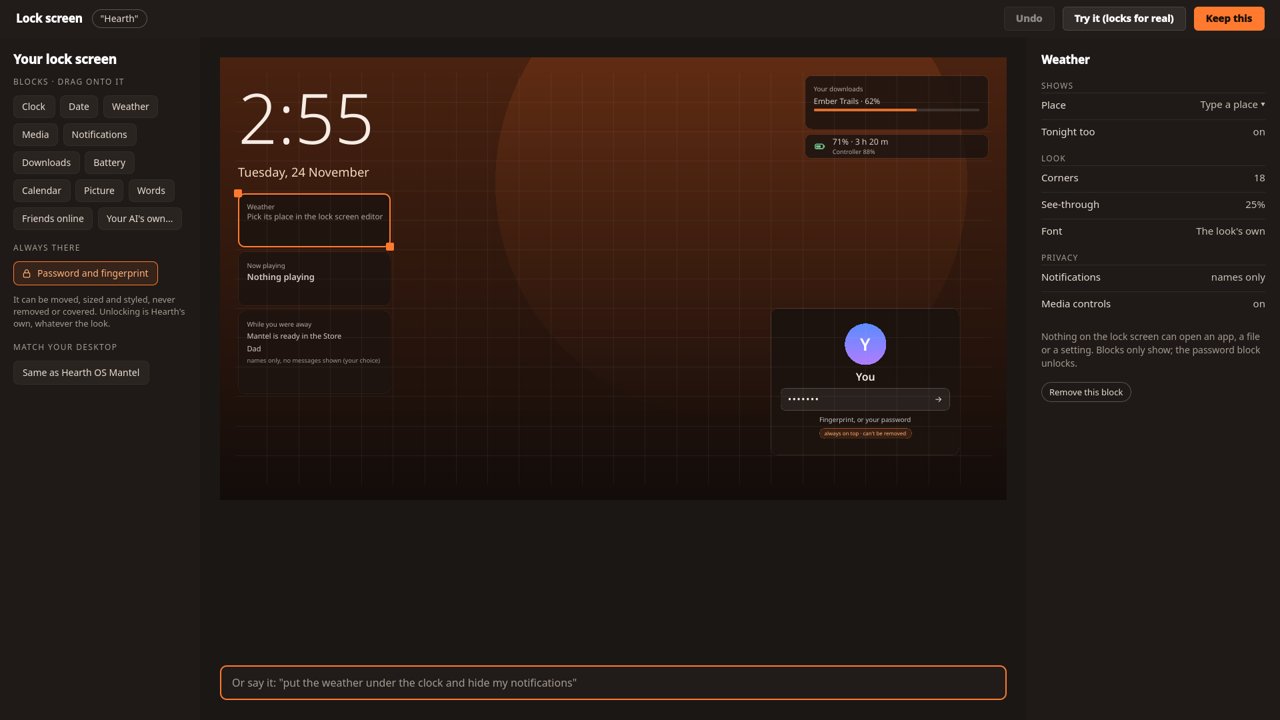 Lock screen
"Hearth"
Undo
Try it (locks for real)
Keep this
Your lock screen
BLOCKS · DRAG ONTO IT
Clock
Date
Weather
Media
Notifications
Downloads
Battery
Calendar
Picture
Words
Friends online
Your AI's own...
ALWAYS THERE
Password and fingerprint
It can be moved, sized and styled, never
removed or covered. Unlocking is Hearth's
own, whatever the look.
MATCH YOUR DESKTOP
Same as Hearth OS Mantel
2:55
Tuesday, 24 November
Weather
Pick its place in the lock screen editor
Now playing
Nothing playing
While you were away
Mantel is ready in the Store
Dad
names only, no messages shown (your choice)
Your downloads
Ember Trails · 62%
71% · 3 h 20 m
Controller 88%
Y
You
Fingerprint, or your password
always on top · can't be removed
Or say it: "put the weather under the clock and hide my notifications"
Weather
SHOWS
Place
Type a place
Tonight too
on
LOOK
Corners
18
See-through
25%
Font
The look's own
PRIVACY
Notifications
names only
Media controls
on
Nothing on the lock screen can open an app, a file
or a setting. Blocks only show; the password block
unlocks.
Remove this block